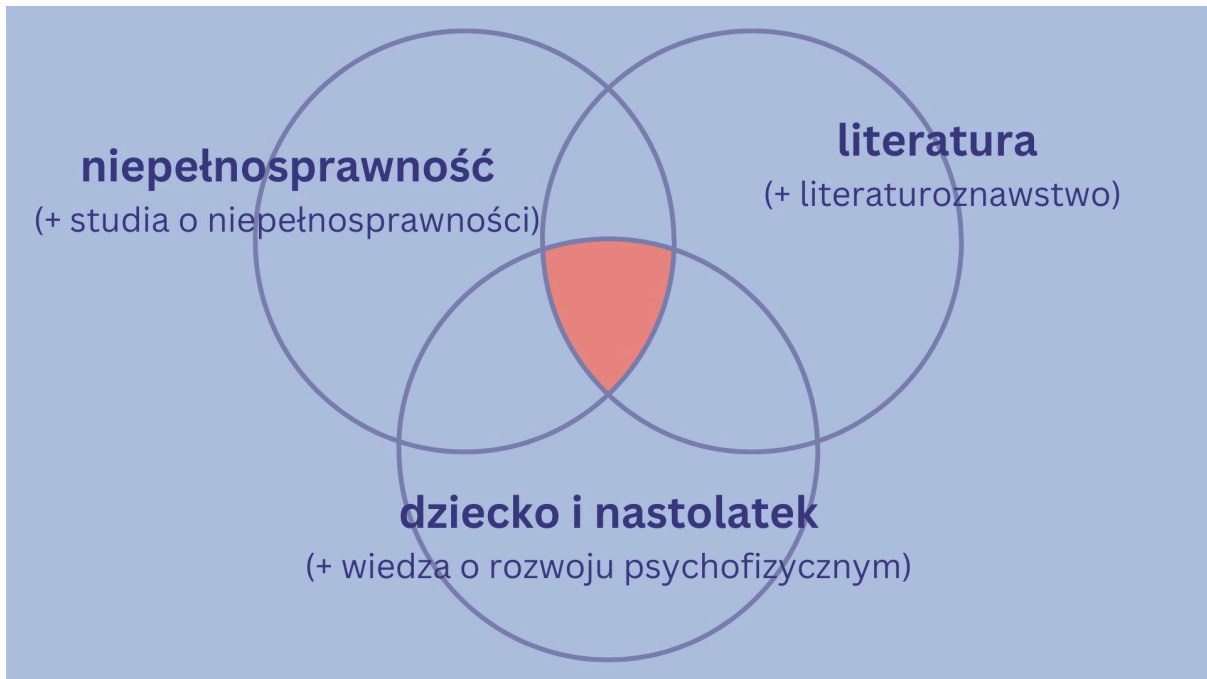 niepełnosprawność
(+ studia o niepełnosprawności)
literatura
(+ literaturoznawstwo)
dziecko i nastolatek
(+ wiedza o rozwoju psychofizycznym)